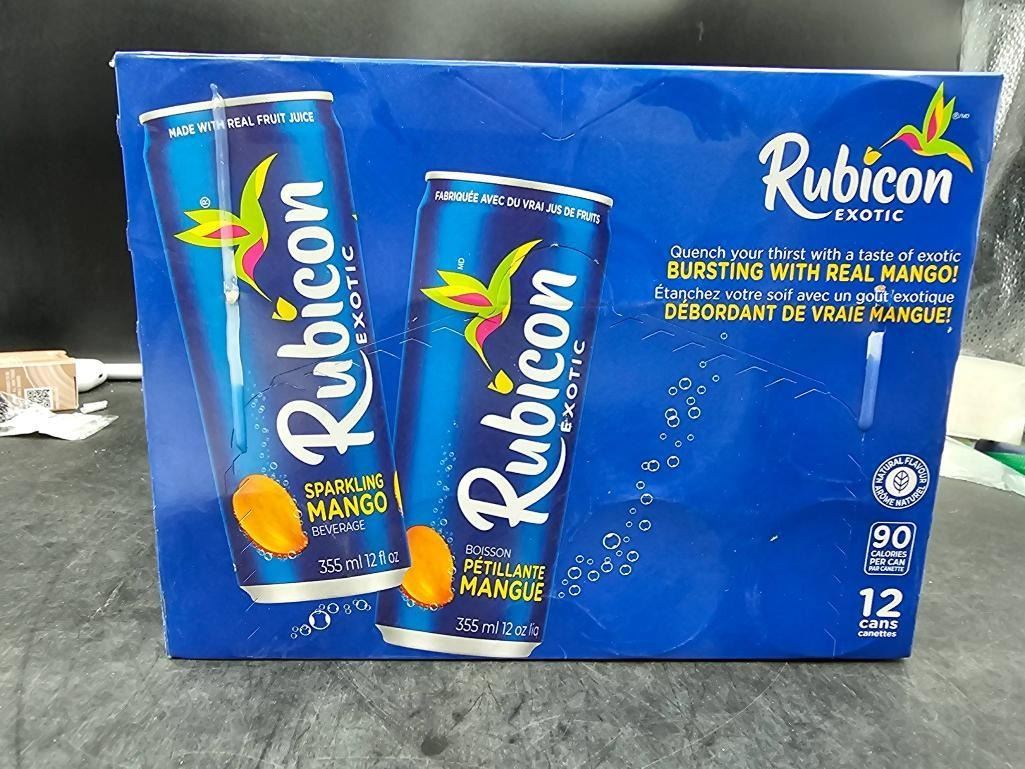 MADE WITH REAL FRUIT JUICE
®
Rubicon
EXOTIC
SPARKLING
MANGO
BEVERAGE
355 ml 12 fl oz
FABRIQUÉE AVEC DU VRAI JUS DE FRUITS
MD
Rubicon
EXOTIC
BOISSON
PÉTILLANTE
MANGUE
355 ml 12 oz liq
®/MD
Rubicon
EXOTIC
Quench your thirst with a taste of exotic
BURSTING WITH REAL MANGO!
Étanchez votre soif avec un goût exotique
DÉBORDANT DE VRAIE MANGUE!
NATURAL FLAVOUR
ARÔME NATUREL
90
CALORIES
PER CAN
PAR CANETTE
12
cans
canettes